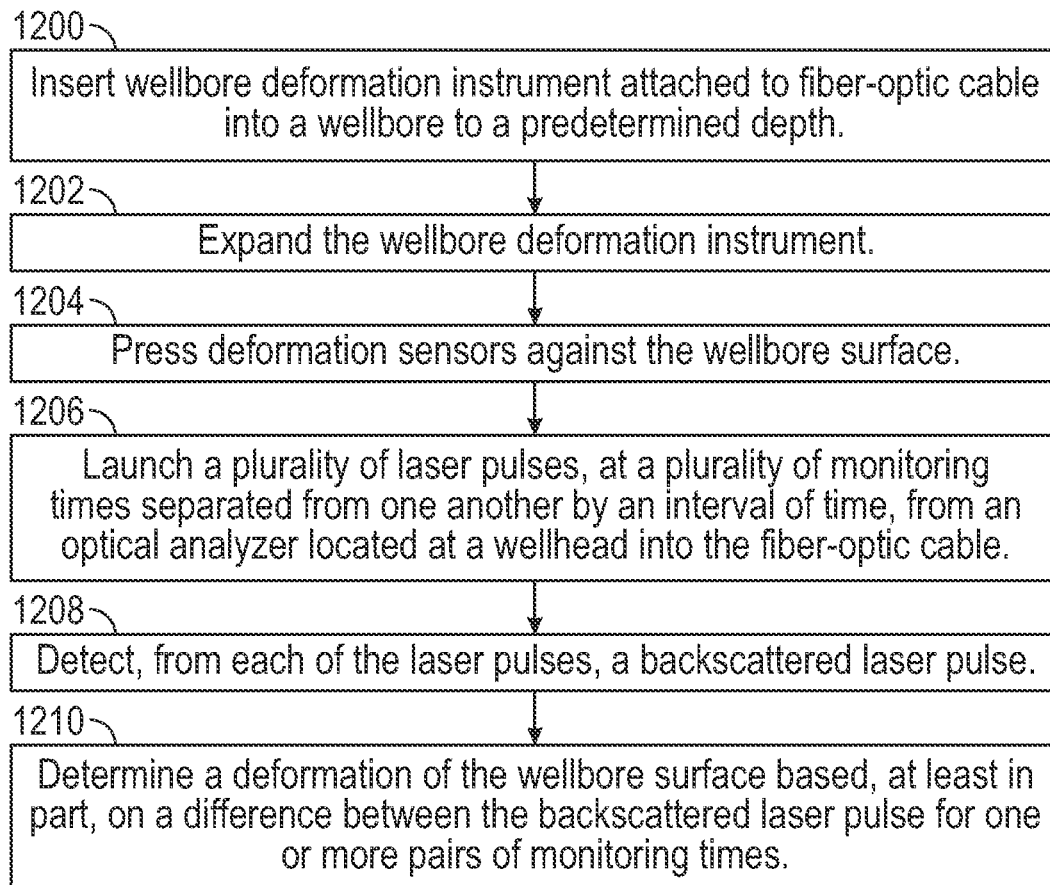 1200
Insert wellbore deformation instrument attached to fiber-optic cable
into a wellbore to a predetermined depth.
1202
Expand the wellbore deformation instrument.
1204
Press deformation sensors against the wellbore surface.
1206
Launch a plurality of laser pulses, at a plurality of monitoring
times separated from one another by an interval of time, from an
optical analyzer located at a wellhead into the fiber-optic cable.
1208
Detect, from each of the laser pulses, a backscattered laser pulse.
1210
Determine a deformation of the wellbore surface based, at least in
part, on a difference between the backscattered laser pulse for one
or more pairs of monitoring times.